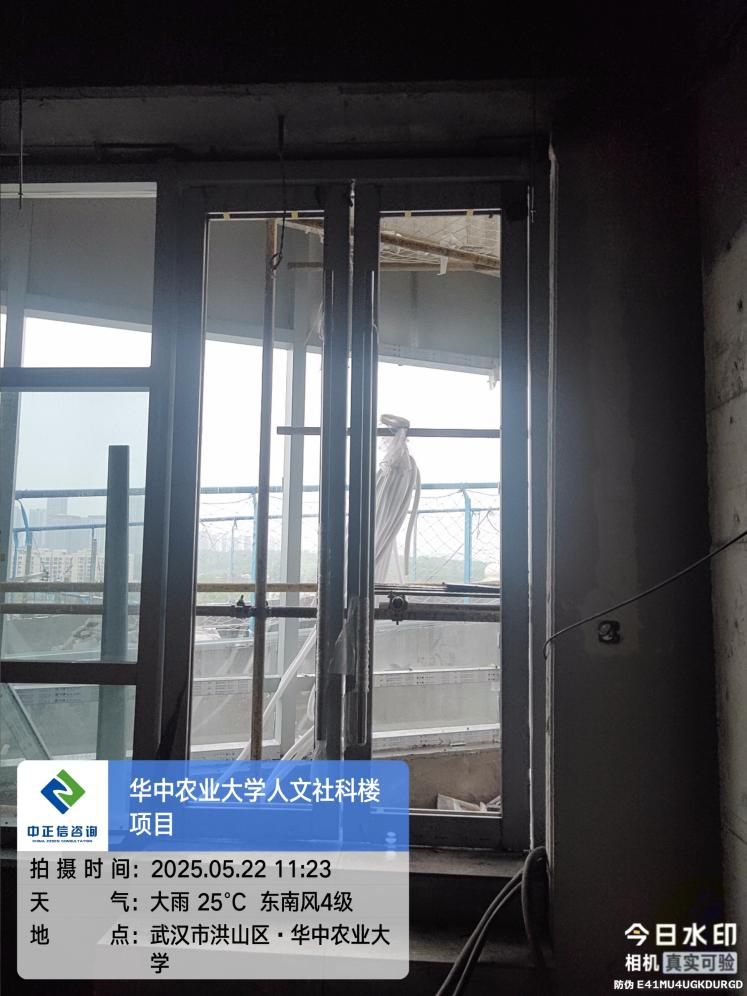 华中农业大学人文社科楼
项目
中正信咨询
CHINA ZEXIN CONSULTATION
拍摄时间：2025.05.22 11:23
天气：大雨 25°C 东南风4级
地点：武汉市洪山区·华中农业大
学
今日水印
相机 真实可验
防伪 E41MU4UGKDURGD